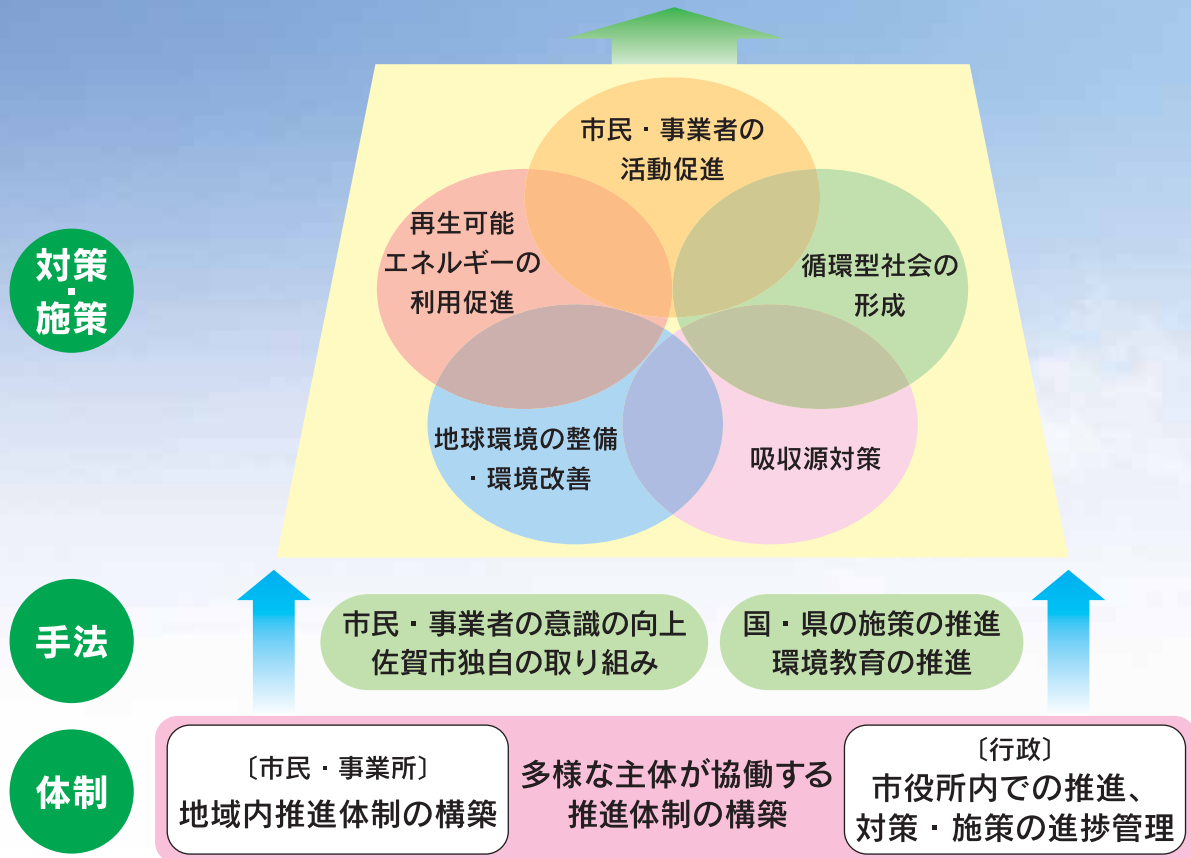 市民・事業者の
活動促進
再生可能
エネルギーの
利用促進
循環型社会の
形成
対策
・
施策
地球環境の整備
・環境改善
吸収源対策
手法
市民・事業者の意識の向上
佐賀市独自の取り組み
国・県の施策の推進
環境教育の推進
体制
〔市民・事業所〕
地域内推進体制の構築
多様な主体が協働する
推進体制の構築
〔行政〕
市役所内での推進、
対策・施策の進捗管理